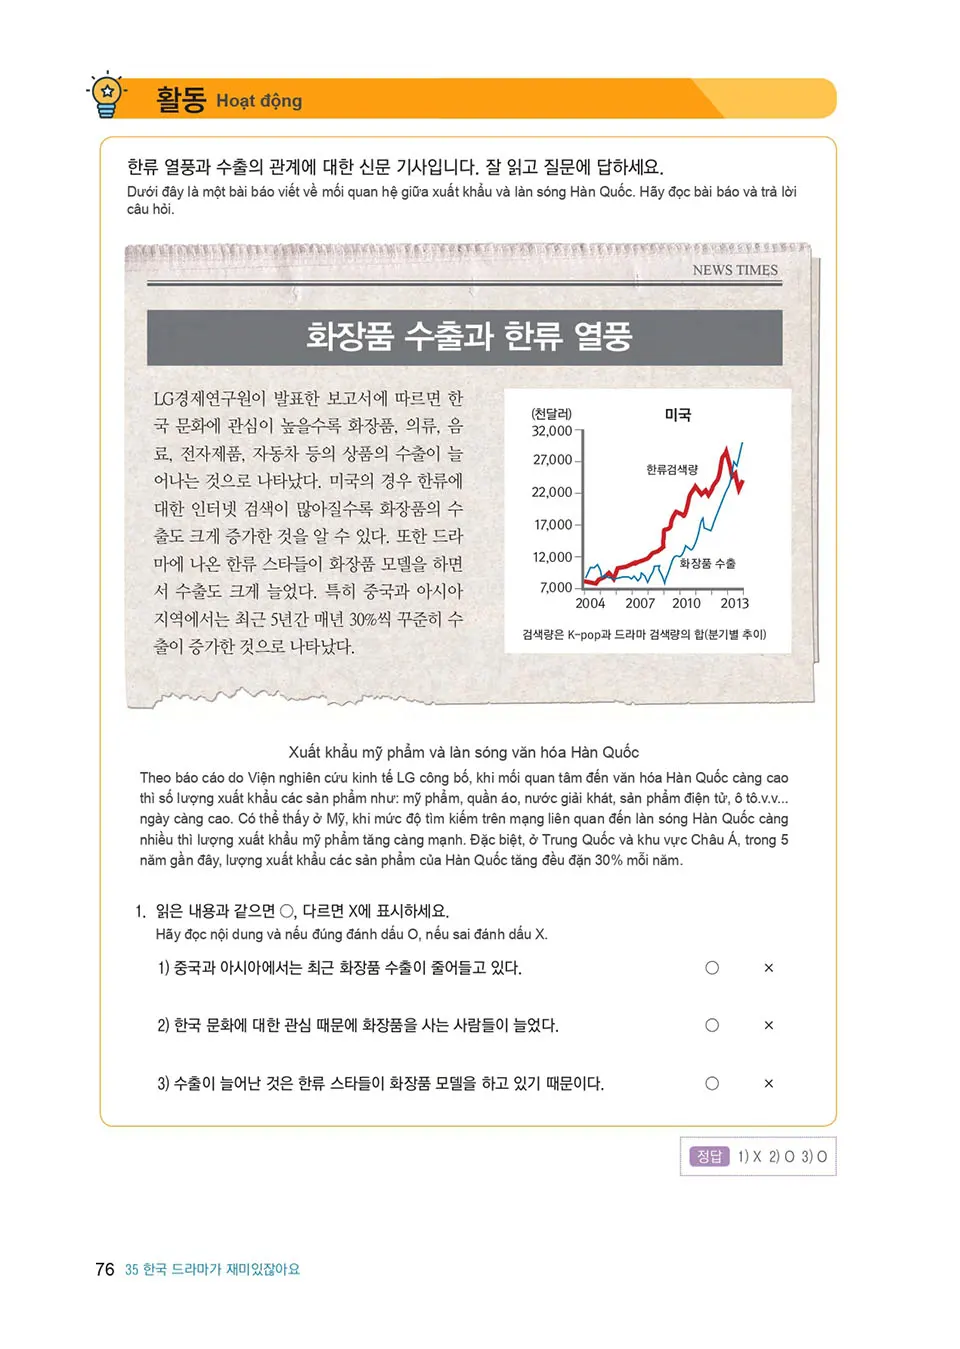 활동 Hoạt động
한류 열풍과 수출의 관계에 대한 신문 기사입니다. 잘 읽고 질문에 답하세요.
Dưới đây là một bài báo viết về mối quan hệ giữa xuất khẩu và làn sóng Hàn Quốc. Hãy đọc bài báo và trả lời
câu hỏi.
NEWS TIMES
화장품 수출과 한류 열풍
LG경제연구원이 발표한 보고서에 따르면 한
국 문화에 관심이 높을수록 화장품, 의류, 음
료, 전자제품, 자동차 등의 상품의 수출이 늘
어나는 것으로 나타났다. 미국의 경우 한류에
대한 인터넷 검색이 많아질수록 화장품의 수
출도 크게 증가한 것을 알 수 있다. 또한 드라
마에 나온 한류 스타들이 화장품 모델을 하면
서 수출도 크게 늘었다. 특히 중국과 아시아
지역에서는 최근 5년간 매년 30%씩 꾸준히 수
출이 증가한 것으로 나타났다.
(천달러)
미국
32,000
27,000
22,000
17,000
12,000
7,000
한류검색량
화장품 수출
2004 2007 2010 2013
검색량은 K-pop과 드라마 검색량의 합(분기별 추이)
Xuất khẩu mỹ phẩm và làn sóng văn hóa Hàn Quốc
Theo báo cáo do Viện nghiên cứu kinh tế LG công bố, khi mối quan tâm đến văn hóa Hàn Quốc càng cao
thì số lượng xuất khẩu các sản phẩm như: mỹ phẩm, quần áo, nước giải khát, sản phẩm điện tử, ô tô.v.v...
ngày càng cao. Có thể thấy ở Mỹ, khi mức độ tìm kiếm trên mạng liên quan đến làn sóng Hàn Quốc càng
nhiều thì lượng xuất khẩu mỹ phẩm tăng càng mạnh. Đặc biệt, ở Trung Quốc và khu vực Châu Á, trong 5
năm gần đây, lượng xuất khẩu các sản phẩm của Hàn Quốc tăng đều đặn 30% mỗi năm.
1. 읽은 내용과 같으면 ○, 다르면 X에 표시하세요.
Hãy đọc nội dung và nếu đúng đánh dấu O, nếu sai đánh dấu X.
1) 중국과 아시아에서는 최근 화장품 수출이 줄어들고 있다. ○ ×
2) 한국 문화에 대한 관심 때문에 화장품을 사는 사람들이 늘었다. ○ ×
3) 수출이 늘어난 것은 한류 스타들이 화장품 모델을 하고 있기 때문이다. ○ ×
정답 1) X 2) O 3) O
76 35 한국 드라마가 재미있잖아요